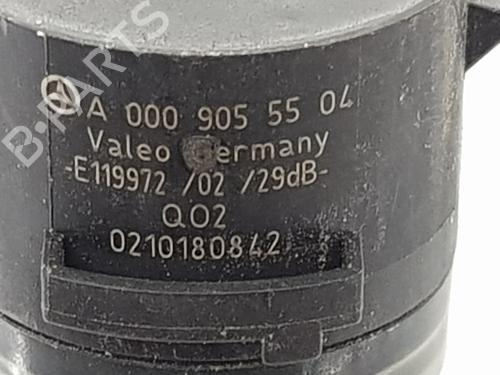 B-PARTS
A 000 905 55 04
Valeo Germany
-E119972 /02 /29dB-
Q02
0210180842